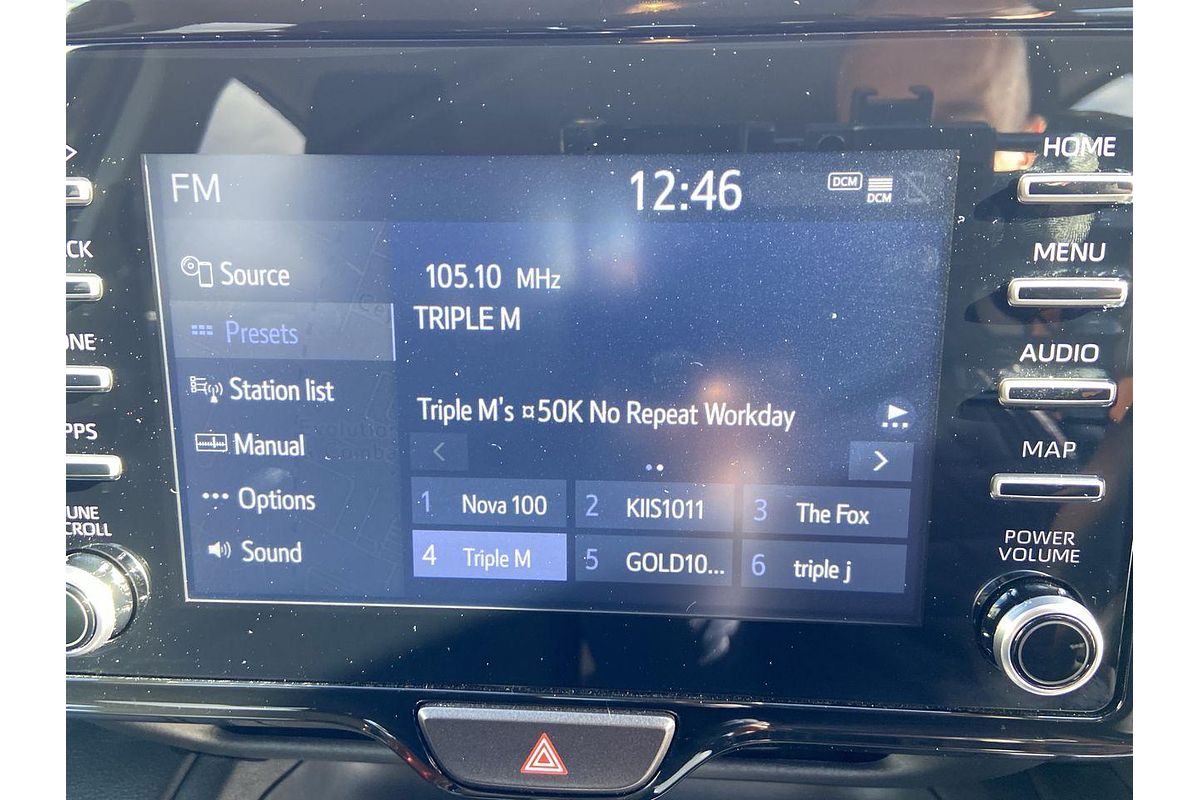 FM
12:46
DCM
DCM
Source
Presets
Station list
Manual
Options
Sound
105.10 MHz
TRIPLE M
Triple M's ¤50K No Repeat Workday
1 Nova 100
2 KIIS1011
3 The Fox
4 Triple M
5 GOLD10...
6 triple j
HOME
MENU
AUDIO
MAP
POWER
VOLUME
CK
NE
PPS
UNE
CROLL